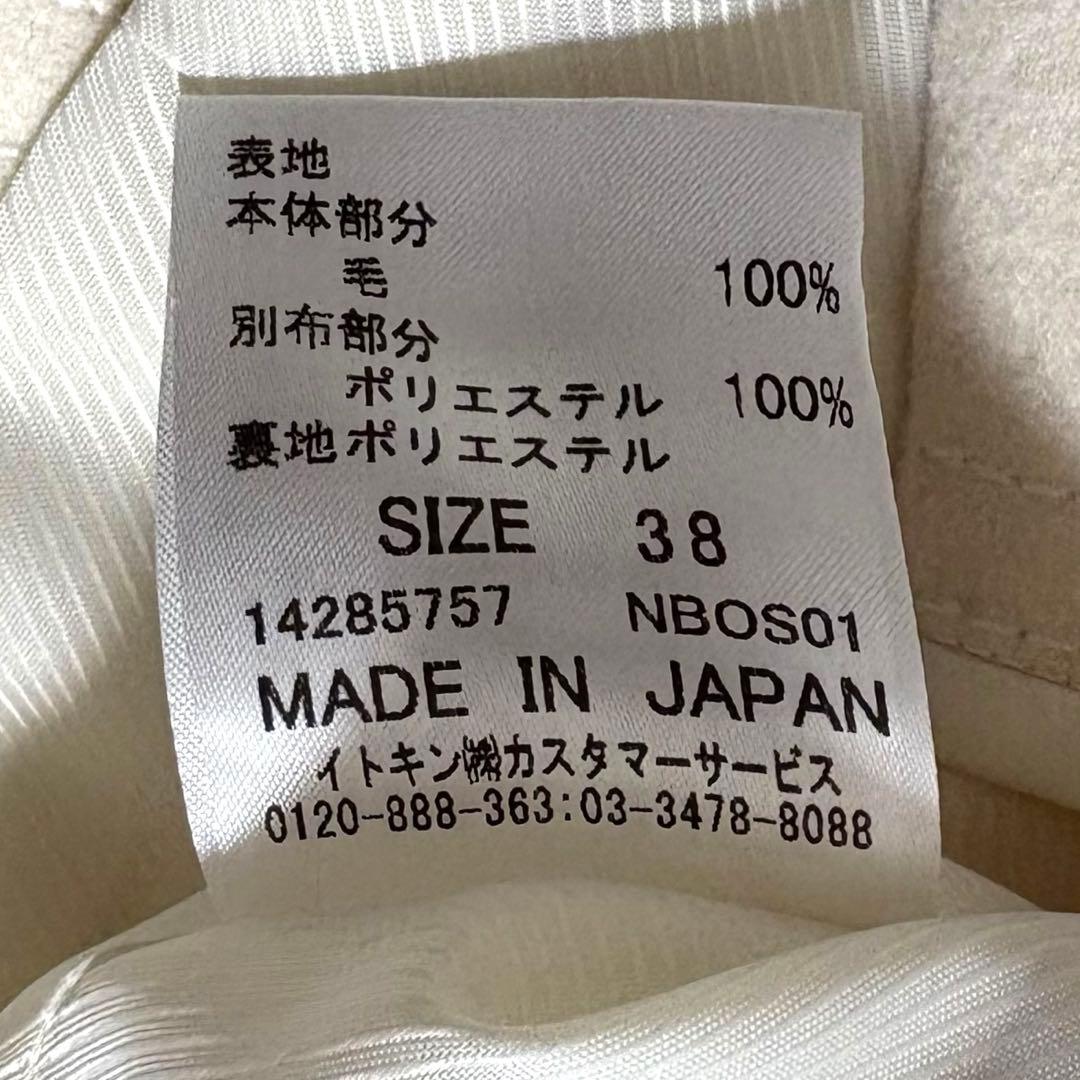 表地
本体部分
毛 100%
別布部分
ポリエステル 100%
裏地ポリエステル
SIZE 38
14285757 NBOS01
MADE IN JAPAN
イトキン㈱カスタマーサービス
0120-888-363:03-3478-8088